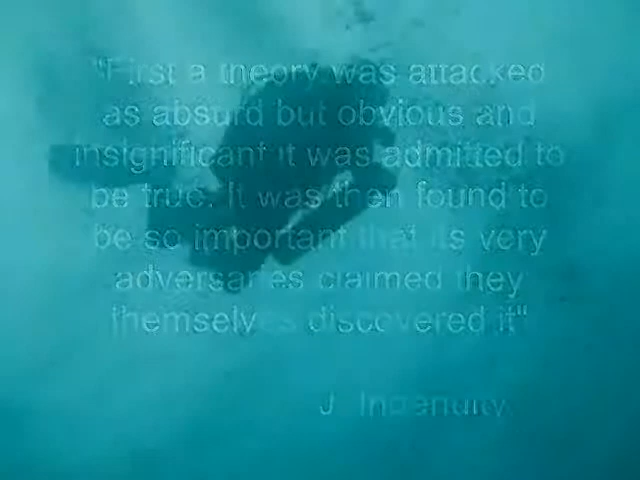 "First a theory was attacked
as absurd but obvious and
insignificant it was admitted to
be true. It was then found to
be so important that its very
adversaries claimed they
themselves discovered it"
J